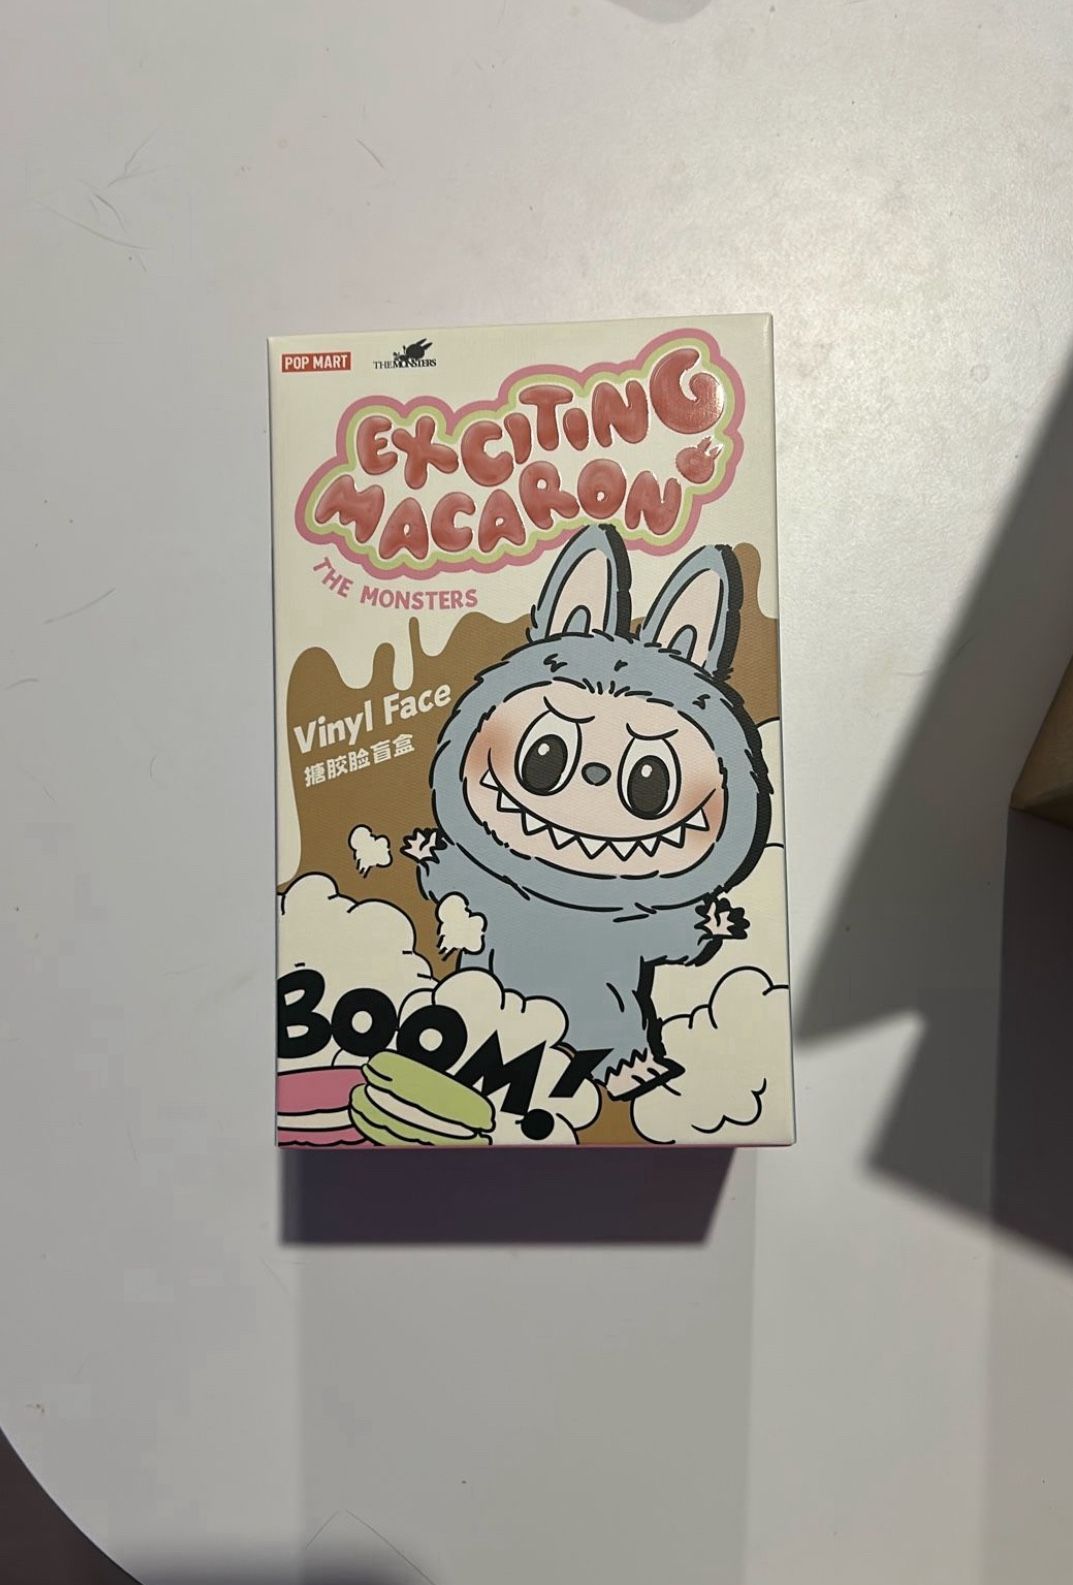 POP MART
THE MONSTERS
EXCITING
MACARON
THE MONSTERS
Vinyl Face
搪胶脸盲盒
BOOM!